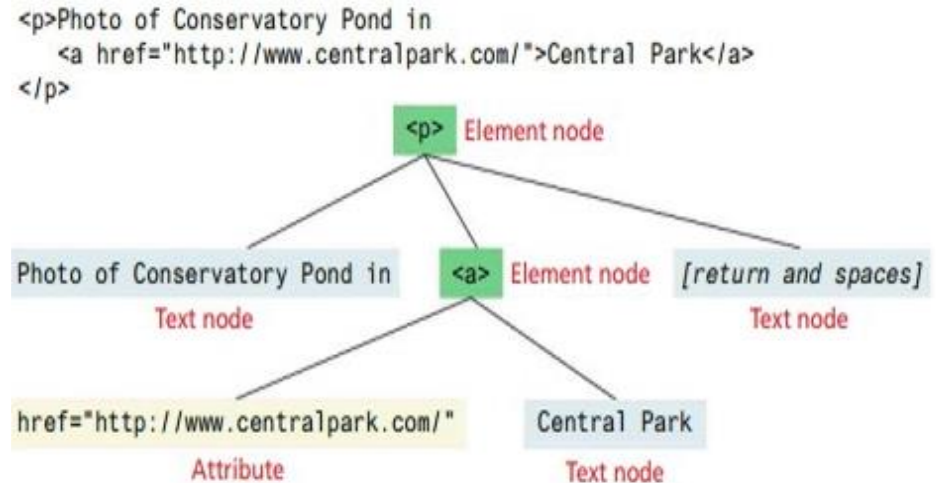 <p>Photo of Conservatory Pond in
<a href="http://www.centralpark.com/">Central Park</a>
</p>
<p> Element node
Photo of Conservatory Pond in <a> Element node [return and spaces]
Text node Text node
href="http://www.centralpark.com/" Central Park
Attribute Text node